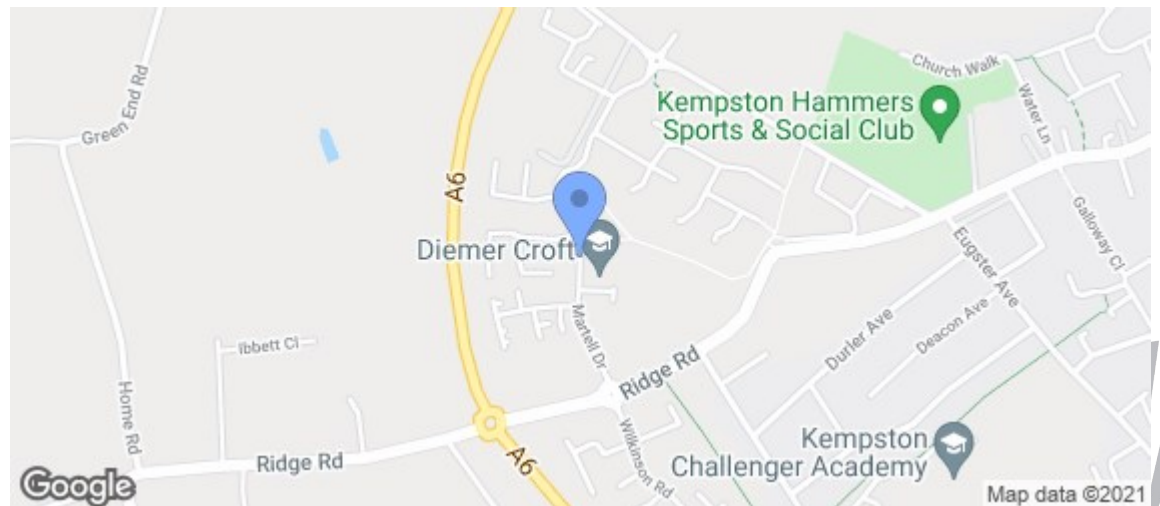 Green End Rd
Church Walk
Kempston Hammers
Sports & Social Club
Water Ln
A6
Galloway Cl
Diemer Croft
Eugster Ave
Martell Dr
Durler Ave
Deacon Ave
Ibbett Cl
Ridge Rd
Home Rd
Wilkinson Rd
Kempston
Challenger Academy
Ridge Rd
A6
Google
Map data ©2021